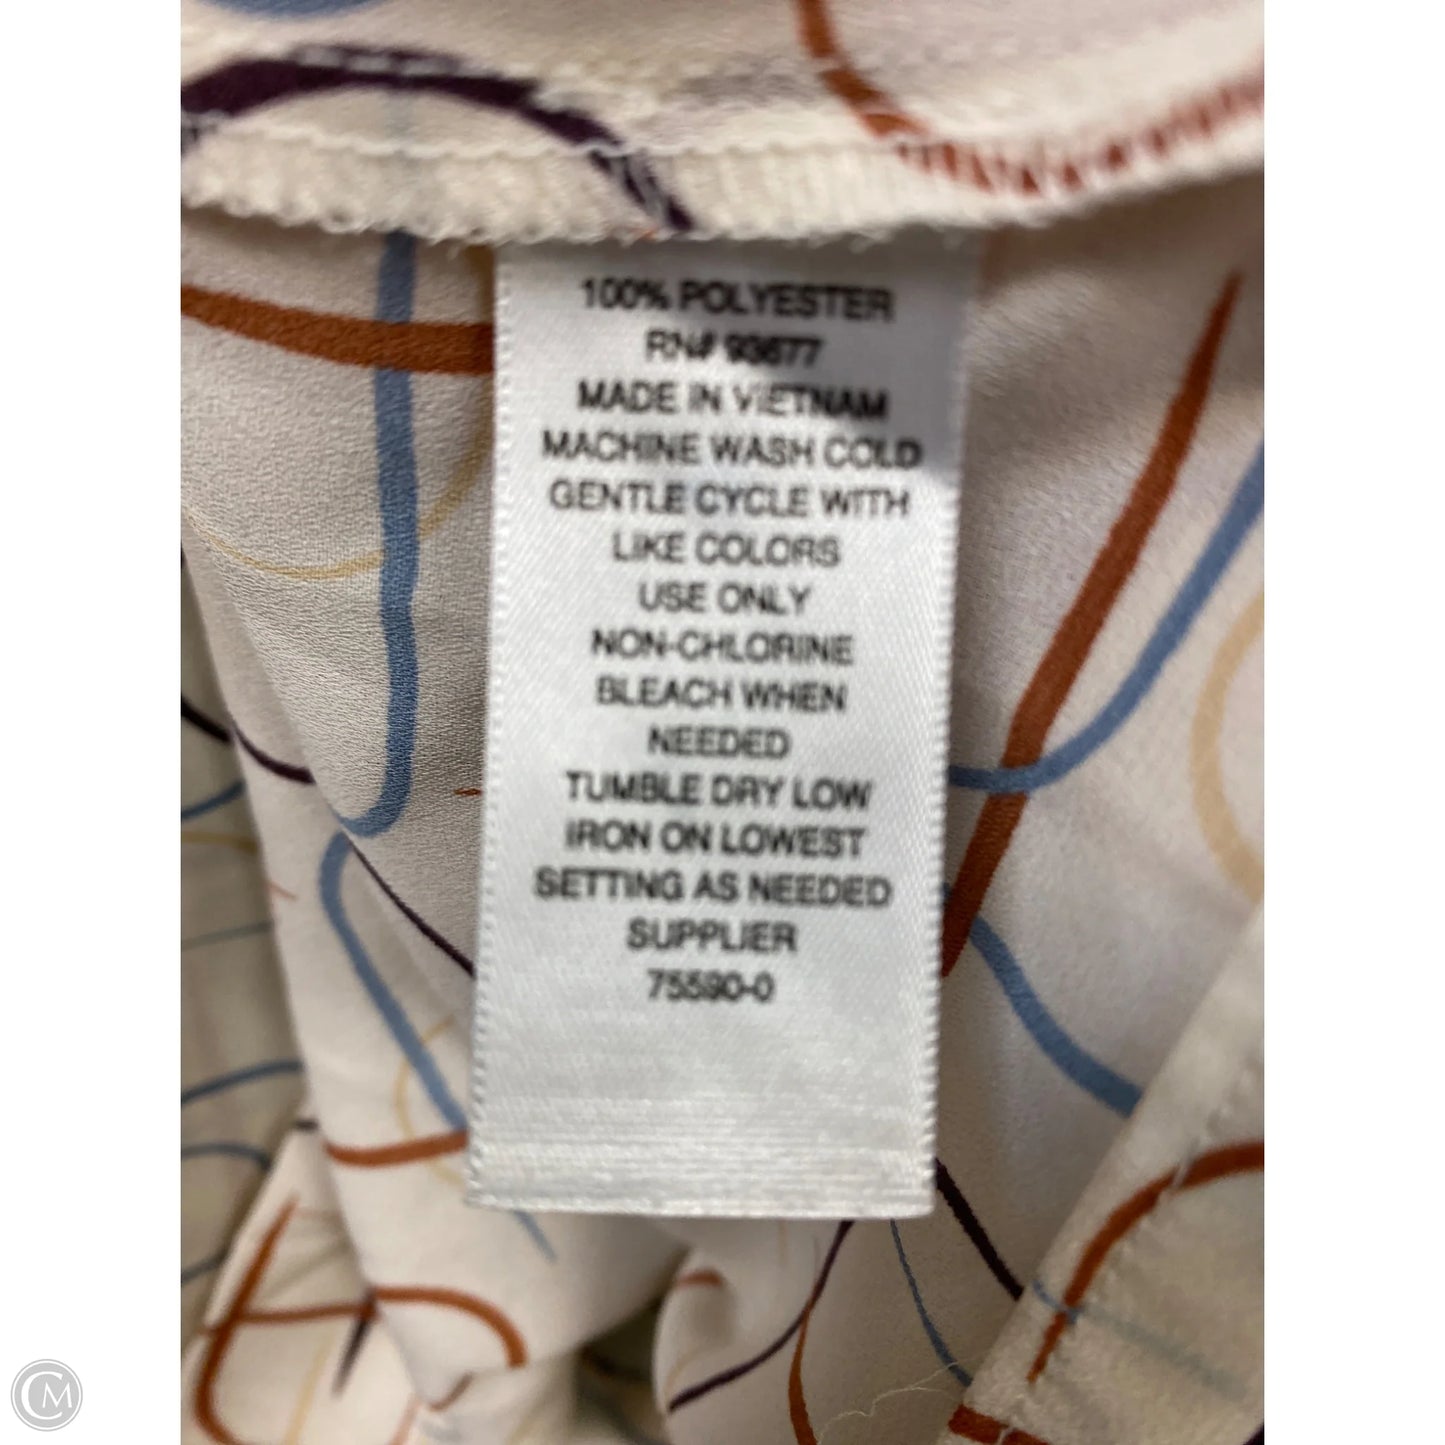 100% POLYESTER
RN# 93677
MADE IN VIETNAM
MACHINE WASH COLD
GENTLE CYCLE WITH
LIKE COLORS
USE ONLY
NON-CHLORINE
BLEACH WHEN
NEEDED
TUMBLE DRY LOW
IRON ON LOWEST
SETTING AS NEEDED
SUPPLIER
75590-0
CM